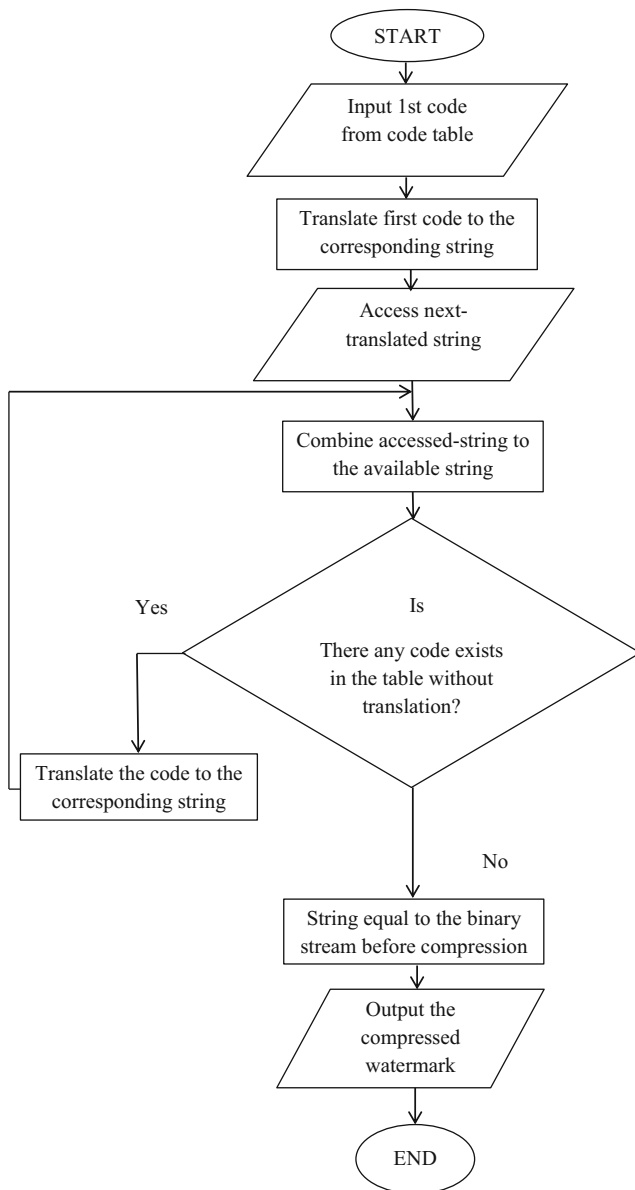 START
Input 1st code
from code table
Translate first code to the
corresponding string
Access next-
translated string
Combine accessed-string to
the available string
Yes
Is
There any code exists
in the table without
translation?
Translate the code to the
corresponding string
No
String equal to the binary
stream before compression
Output the
compressed
watermark
END